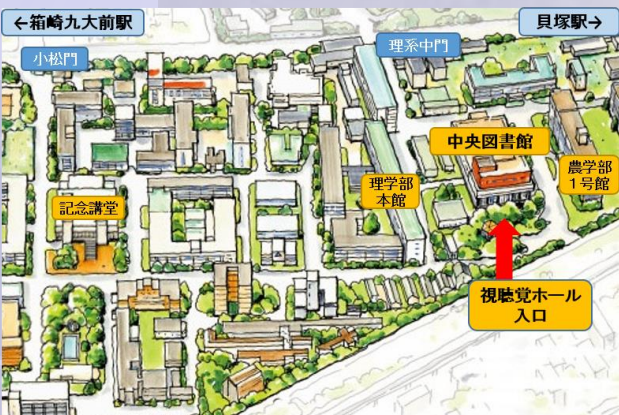 ←箱崎九大前駅
貝塚駅→
小松門
理系中門
中央図書館
農学部
1号館
理学部
本館
記念講堂
視聴覚ホール
入口